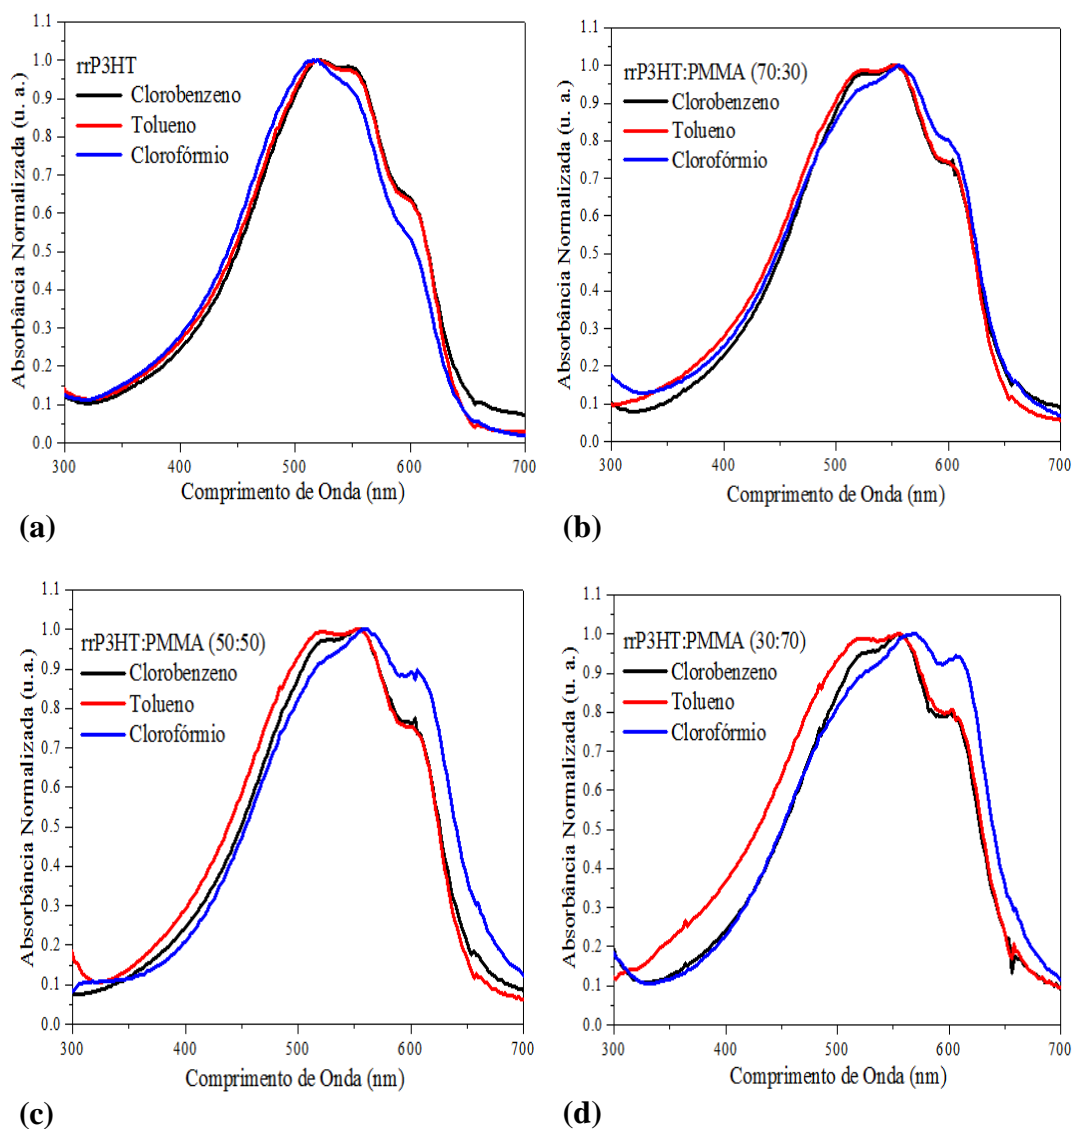 1.1
1.0
0.9
0.8
0.7
0.6
0.5
0.4
0.3
0.2
0.1
0.0
Absorbância Normalizada (u. a.)
rrP3HT
Clorobenzeno
Tolueno
Clorofórmio
300 400 500 600 700
Comprimento de Onda (nm)
(a)
1.1
1.0
0.9
0.8
0.7
0.6
0.5
0.4
0.3
0.2
0.1
0.0
Absorbância Normalizada (u. a.)
rrP3HT:PMMA (70:30)
Clorobenzeno
Tolueno
Clorofórmio
300 400 500 600 700
Comprimento de Onda (nm)
(b)
1.1
1.0
0.9
0.8
0.7
0.6
0.5
0.4
0.3
0.2
0.1
0.0
Absorbância Normalizada (u.a.)
rrP3HT:PMMA (50:50)
Clorobenzeno
Tolueno
Clorofórmio
300 400 500 600 700
Comprimento de Onda (nm)
(c)
1.1
1.0
0.9
0.8
0.7
0.6
0.5
0.4
0.3
0.2
0.1
0.0
Absorbância Normalizada (u. a.)
rrP3HT:PMMA (30:70)
Clorobenzeno
Tolueno
Clorofórmio
300 400 500 600 700
Comprimento de Onda (nm)
(d)